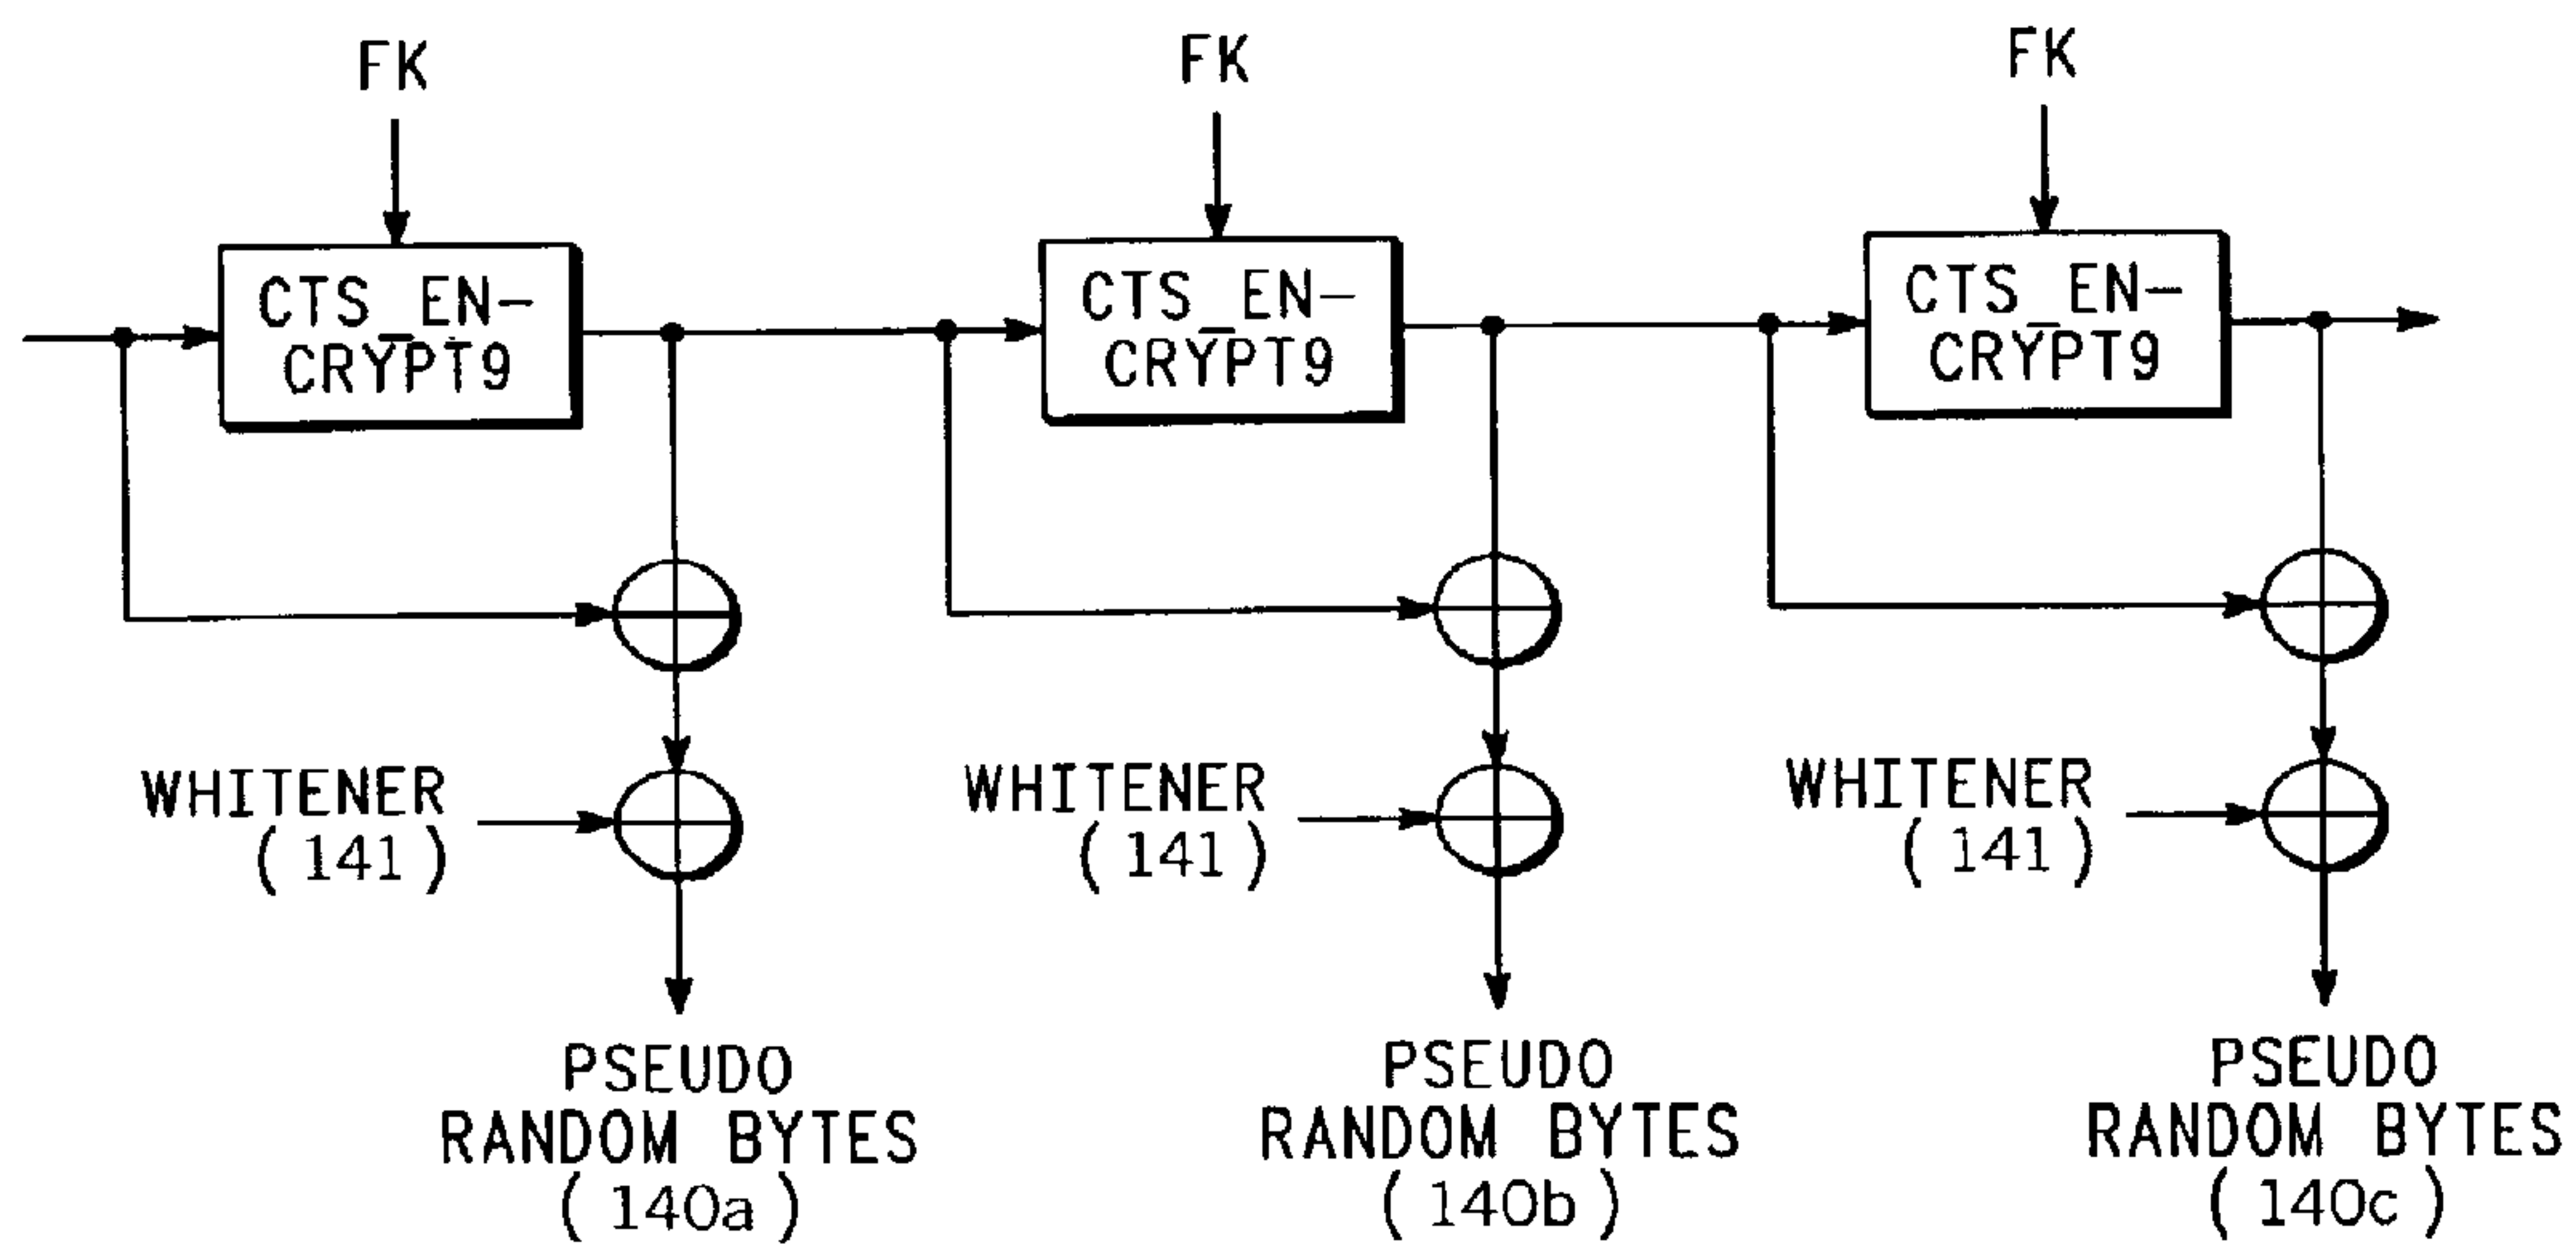 FK
FK
FK
CTS_EN-
CRYPT9
CTS_EN-
CRYPT9
CTS_EN-
CRYPT9
WHITENER
(141)
WHITENER
(141)
WHITENER
(141)
PSEUDO
RANDOM BYTES
(140a)
PSEUDO
RANDOM BYTES
(140b)
PSEUDO
RANDOM BYTES
(140c)